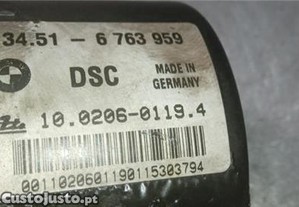 34.51 - 6 763 959
DSC
MADE IN
GERMANY
10.0206-0119.4
00110206011901153037 94
CustoJusto.pt